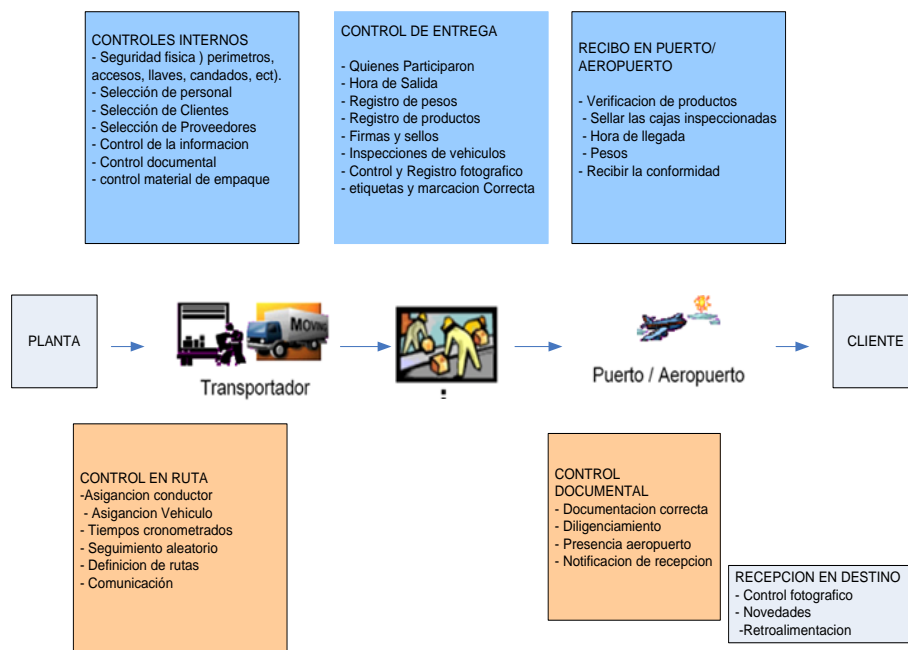 CONTROLES INTERNOS
- Seguridad fisica ) perimetros,
accesos, llaves, candados, ect).
- Selección de personal
- Selección de Clientes
- Selección de Proveedores
- Control de la informacion
- Control documental
- control material de empaque
CONTROL DE ENTREGA
- Quienes Participaron
- Hora de Salida
- Registro de pesos
- Registro de productos
- Firmas y sellos
- Inspecciones de vehiculos
- Control y Registro fotografico
- etiquetas y marcacion Correcta
RECIBO EN PUERTO/
AEROPUERTO
- Verificacion de productos
- Sellar las cajas inspeccionadas
- Hora de llegada
- Pesos
- Recibir la conformidad
PLANTA
MOVING
Transportador
Puerto / Aeropuerto
CLIENTE
CONTROL EN RUTA
-Asigancion conductor
- Asigancion Vehiculo
- Tiempos cronometrados
- Seguimiento aleatorio
- Definicion de rutas
- Comunicación
CONTROL
DOCUMENTAL
- Documentacion correcta
- Diligenciamiento
- Presencia aeropuerto
- Notificacion de recepcion
RECEPCION EN DESTINO
- Control fotografico
- Novedades
-Retroalimentacion